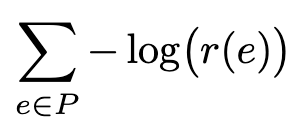 ∑_{e∈P} − log(r(e))